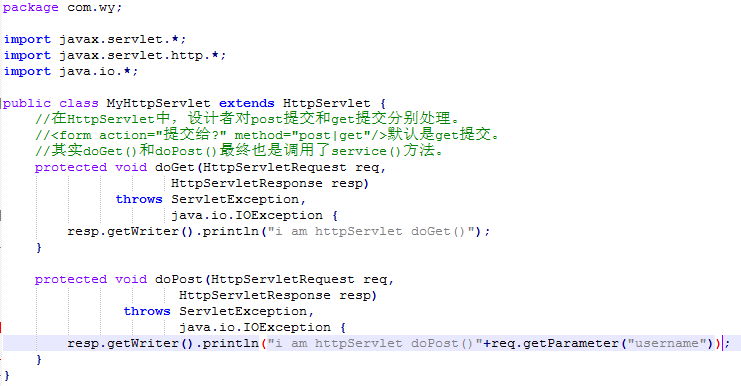 package com.wy;

import javax.servlet.*;
import javax.servlet.http.*;
import java.io.*;

public class MyHttpServlet extends HttpServlet {
    //在HttpServlet中，设计者对post提交和get提交分别处理。
    //<form action="提交给?" method="post|get"/>默认是get提交。
    //其实doGet()和doPost()最终也是调用了service()方法。
    protected void doGet(HttpServletRequest req,
                     HttpServletResponse resp)
              throws ServletException,
                     java.io.IOException {
        resp.getWriter().println("i am httpServlet doGet()");
    }

    protected void doPost(HttpServletRequest req,
                      HttpServletResponse resp)
               throws ServletException,
                      java.io.IOException {
        resp.getWriter().println("i am httpServlet doPost()"+req.getParameter("username"));
    }
}